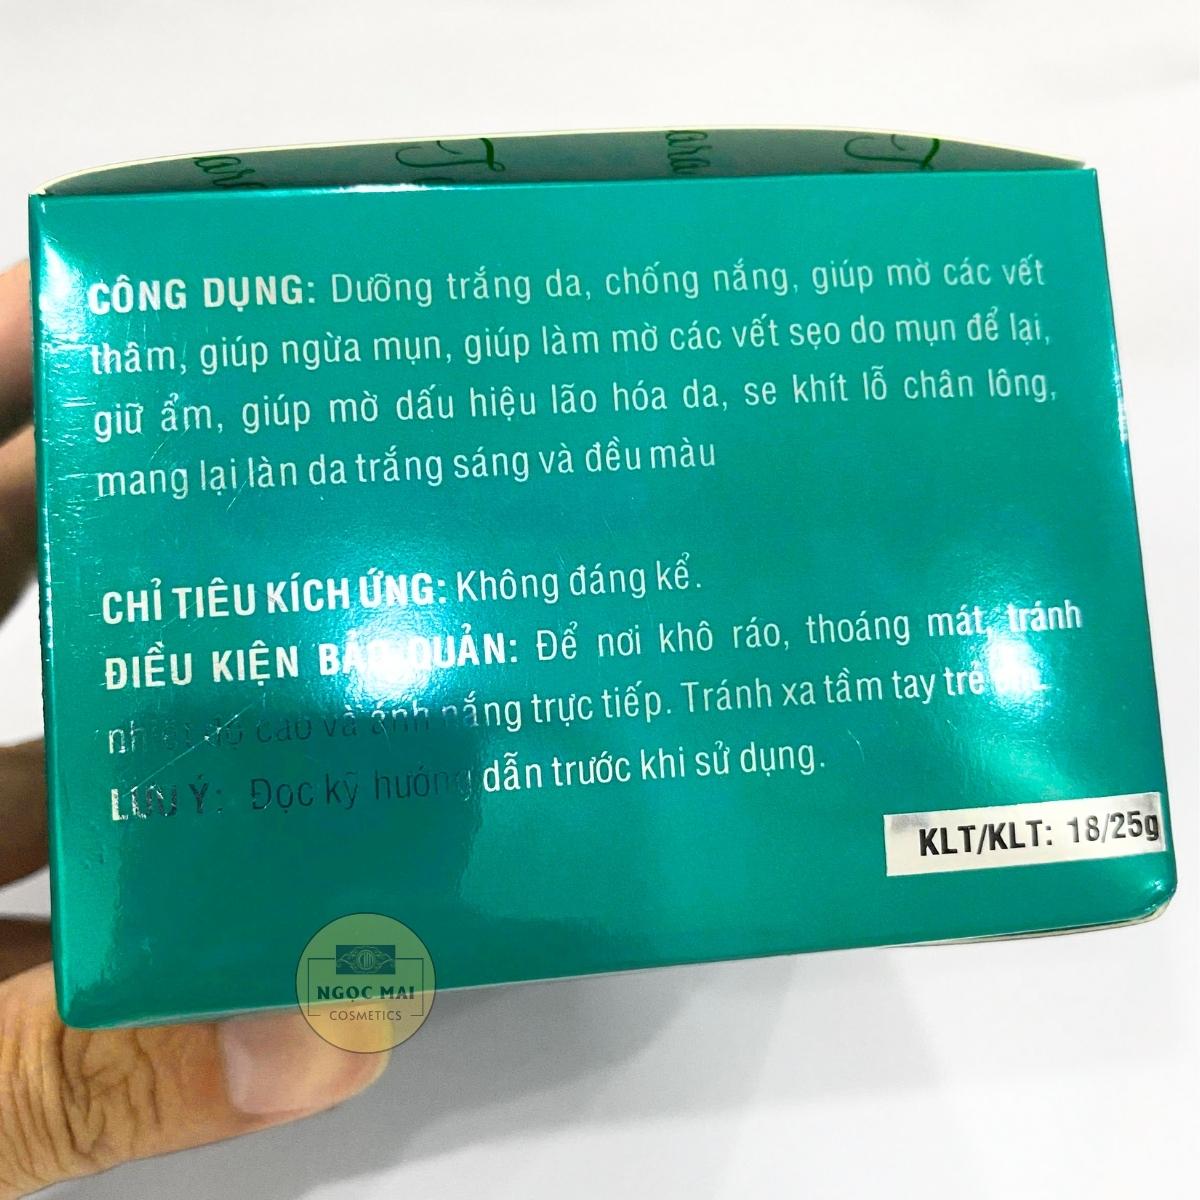 Tara
CÔNG DỤNG: Dưỡng trắng da, chống nắng, giúp mờ các vết
thâm, giúp ngừa mụn, giúp làm mờ các vết sẹo do mụn để lại,
giữ ẩm, giúp mờ dấu hiệu lão hóa da, se khít lỗ chân lông,
mang lại làn da trắng sáng và đều màu
CHỈ TIÊU KÍCH ỨNG: Không đáng kể.
ĐIỀU KIỆN BẢO QUẢN: Để nơi khô ráo, thoáng mát, tránh
nhiệt độ cao và ánh nắng trực tiếp. Tránh xa tầm tay trẻ
LƯU Ý: Đọc kỹ hướng dẫn trước khi sử dụng.
KLT/KLT: 18/25g
NGỌC MAI
COSMETICS